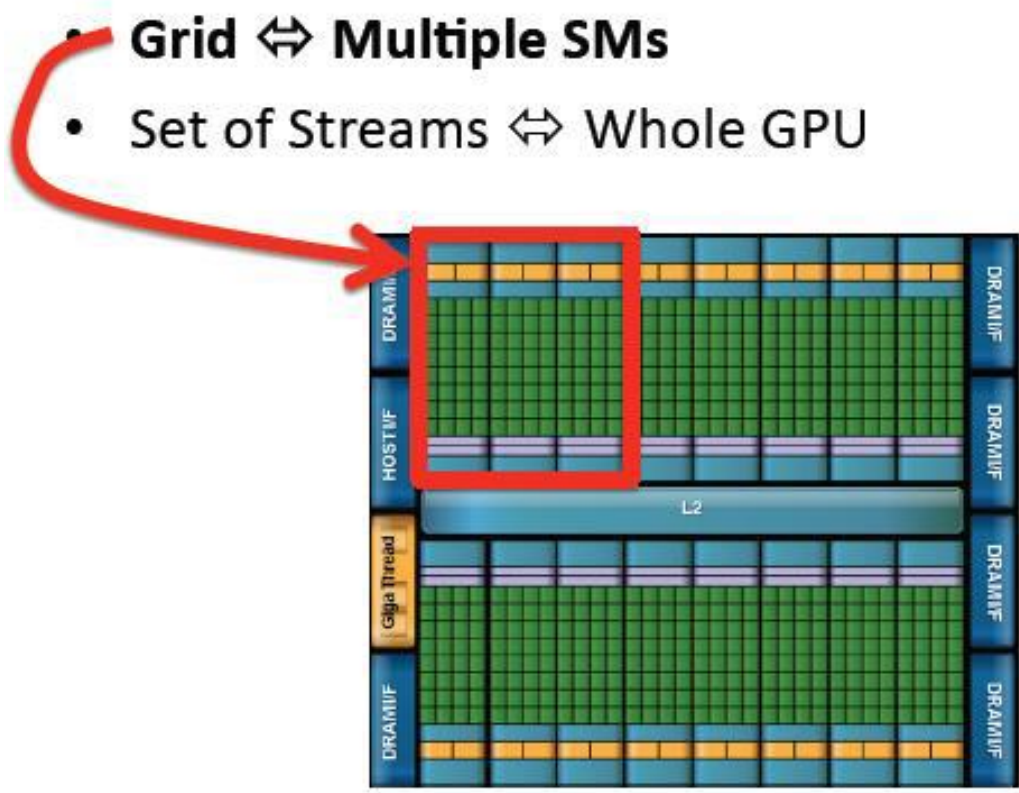 • Grid ⬄ Multiple SMs
• Set of Streams ⬄ Whole GPU
DRAM I/F
HOST I/F
Giga Thread
DRAM I/F
L2
DRAM I/F
DRAM I/F
DRAM I/F
DRAM I/F